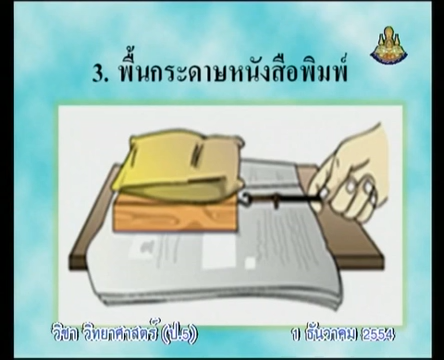 3. พื้นกระดาษหนังสือพิมพ์
วิชา วิทยาศาสตร์ (ป.5)
1 ธันวาคม 2554